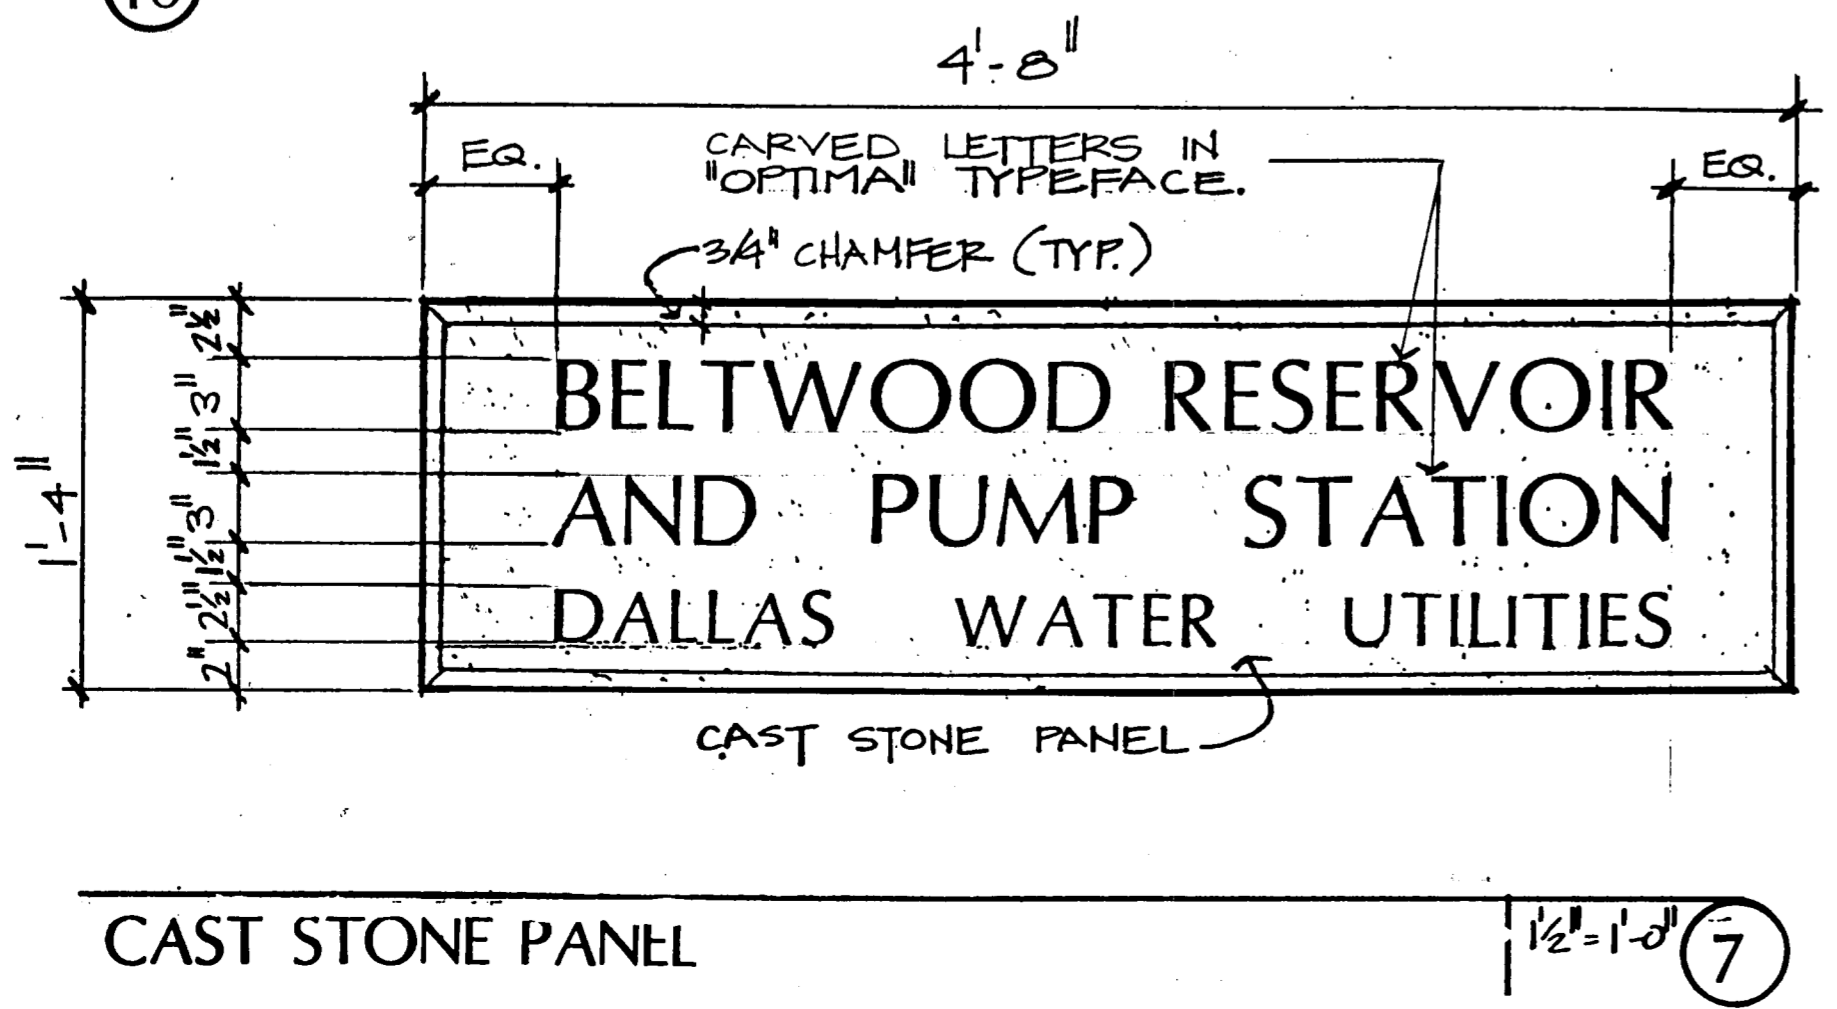 4'-8"
EQ.
CARVED LETTERS IN
"OPTIMA" TYPEFACE.
EQ.
3/4" CHAMFER (TYP.)
1'-4"
2½"
3"
1½"
3"
1½"
2½"
2"
BELTWOOD RESERVOIR
AND PUMP STATION
DALLAS WATER UTILITIES
CAST STONE PANEL
CAST STONE PANEL
1½"=1'-0"
7